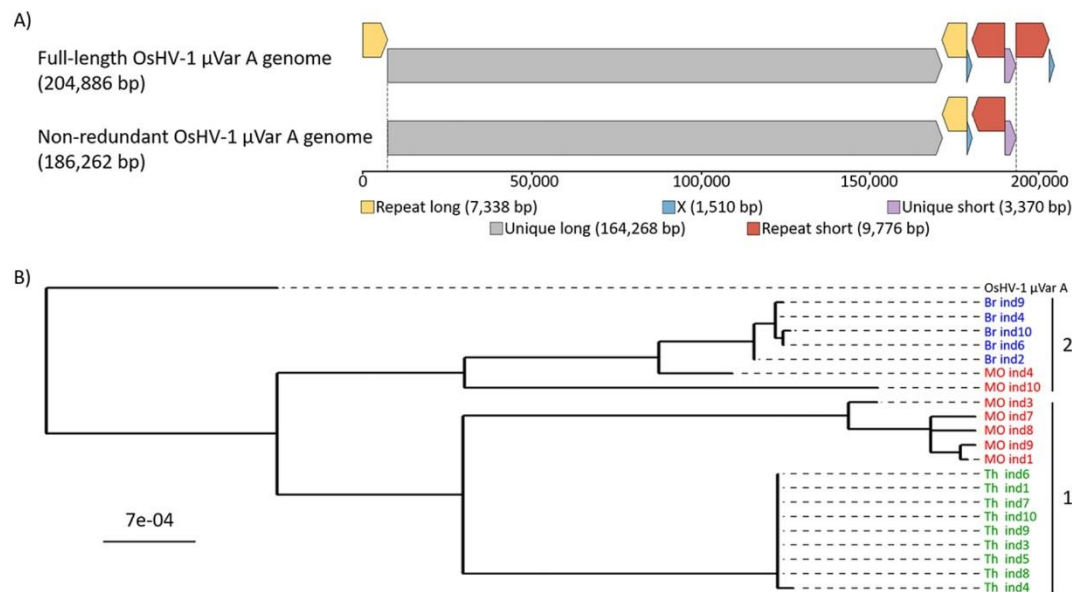 A)
Full-length OsHV-1 µVar A genome
(204,886 bp)
Non-redundant OsHV-1 µVar A genome
(186,262 bp)
0 50,000 100,000 150,000 200,000
Repeat long (7,338 bp) X (1,510 bp) Unique short (3,370 bp)
Unique long (164,268 bp) Repeat short (9,776 bp)
B)
OsHV-1 µVar A
Br ind9
Br ind4
Br ind10
Br ind6
Br ind2
2
MO ind4
MO ind10
MO ind3
MO ind7
MO ind8
MO ind9
MO ind1
Th ind6
Th ind1
1
Th ind7
Th ind10
Th ind9
Th ind3
Th ind5
Th ind8
Th ind4
7e-04